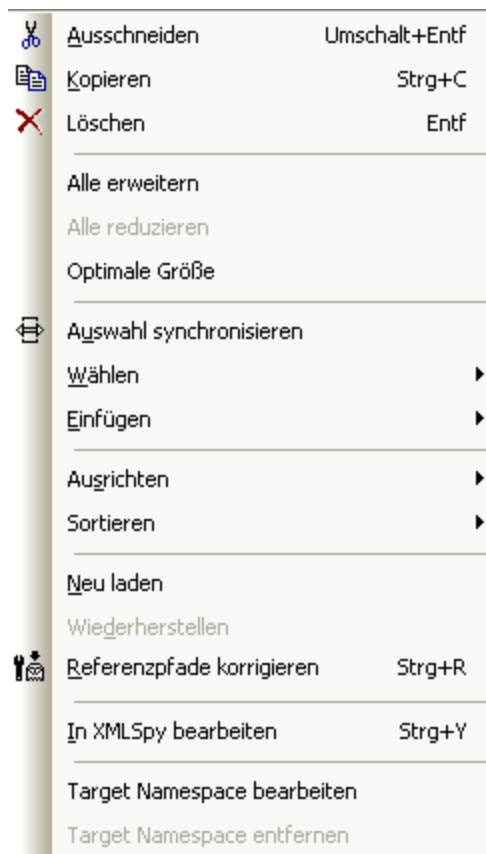 Ausschneiden Umschalt+Entf
Kopieren Strg+C
Löschen Entf
Alle erweitern
Alle reduzieren
Optimale Größe
Auswahl synchronisieren
Wählen
Einfügen
Ausrichten
Sortieren
Neu laden
Wiederherstellen
Referenzpfade korrigieren Strg+R
In XMLSpy bearbeiten Strg+Y
Target Namespace bearbeiten
Target Namespace entfernen